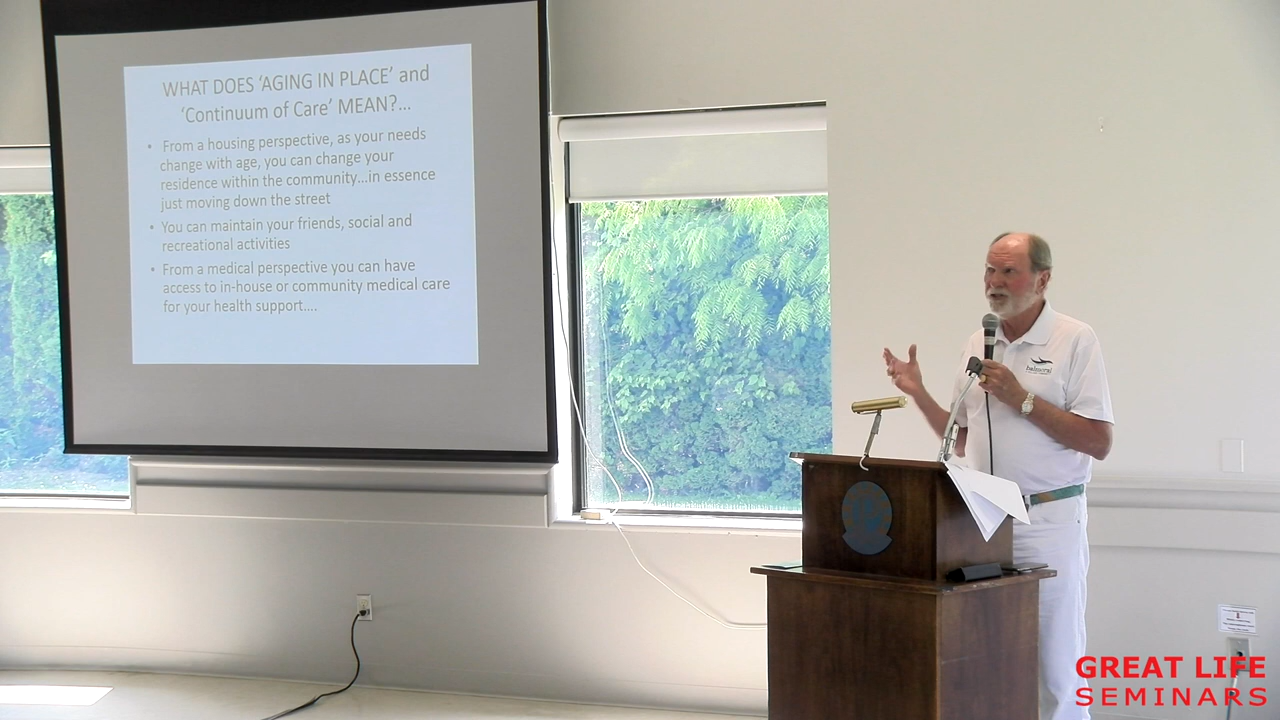 WHAT DOES ‘AGING IN PLACE’ and
‘Continuum of Care’ MEAN?...
• From a housing perspective, as your needs
change with age, you can change your
residence within the community...in essence
just moving down the street
• You can maintain your friends, social and
recreational activities
• From a medical perspective you can have
access to in-house or community medical care
for your health support....
balmoral
GREAT LIFE
SEMINARS